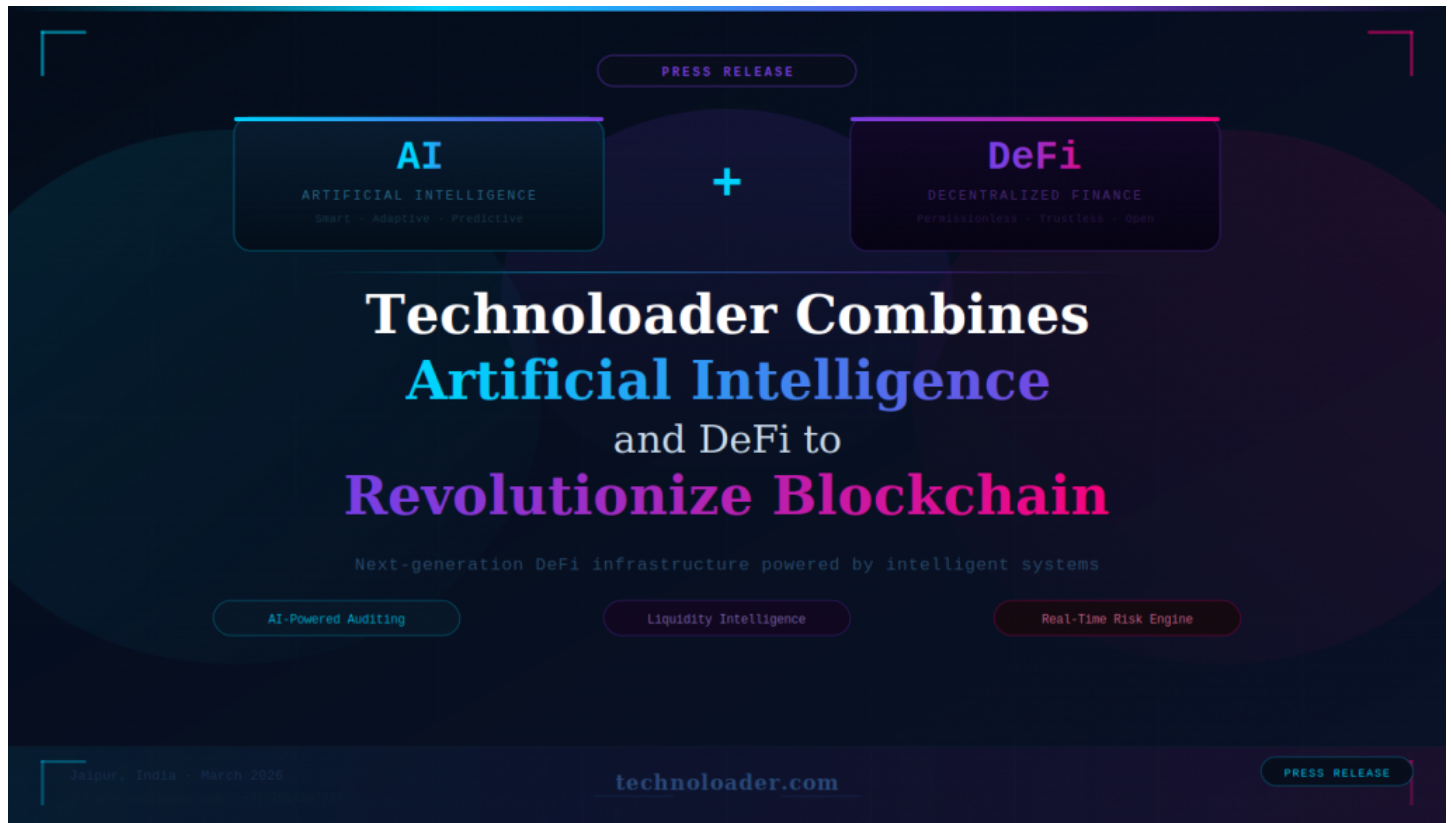 PRESS RELEASE
AI
ARTIFICIAL INTELLIGENCE
Smart · Adaptive · Predictive
+
DeFi
DECENTRALIZED FINANCE
Permissionless · Trustless · Open
Technoloader Combines
Artificial Intelligence
and DeFi to
Revolutionize Blockchain
Next-generation DeFi infrastructure powered by intelligent systems
AI-Powered Auditing
Liquidity Intelligence
Real-Time Risk Engine
Jaipur, India · March 2026
technoloader.com
PRESS RELEASE